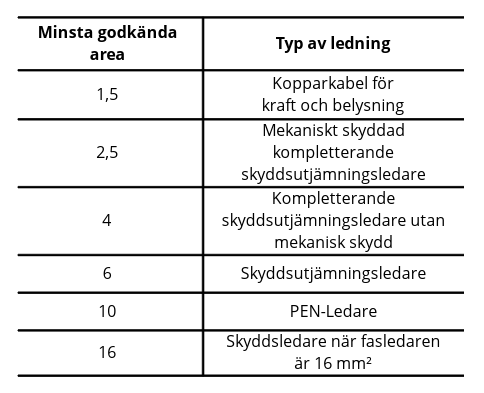 Minsta godkända
area
Typ av ledning
1,5
Kopparkabel för
kraft och belysning
2,5
Mekaniskt skyddad
kompletterande
skyddsutjämningsledare
4
Kompletterande
skyddsutjämningsledare utan
mekanisk skydd
6
Skyddsutjämningsledare
10
PEN-Ledare
16
Skyddsledare när fasledaren
är 16 mm²